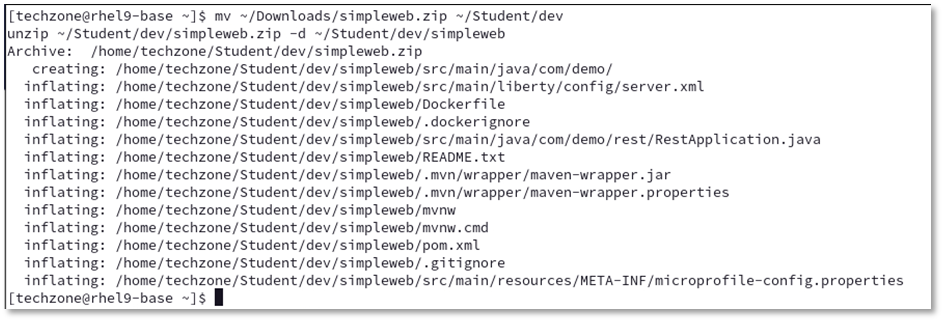 [techzone@rhel9-base ~]$ mv ~/Downloads/simpleweb.zip ~/Student/dev
unzip ~/Student/dev/simpleweb.zip -d ~/Student/dev/simpleweb
Archive:  /home/techzone/Student/dev/simpleweb.zip
   creating: /home/techzone/Student/dev/simpleweb/src/main/java/com/demo/
  inflating: /home/techzone/Student/dev/simpleweb/src/main/liberty/config/server.xml
  inflating: /home/techzone/Student/dev/simpleweb/Dockerfile
  inflating: /home/techzone/Student/dev/simpleweb/.dockerignore
  inflating: /home/techzone/Student/dev/simpleweb/src/main/java/com/demo/rest/RestApplication.java
  inflating: /home/techzone/Student/dev/simpleweb/README.txt
  inflating: /home/techzone/Student/dev/simpleweb/.mvn/wrapper/maven-wrapper.jar
  inflating: /home/techzone/Student/dev/simpleweb/.mvn/wrapper/maven-wrapper.properties
  inflating: /home/techzone/Student/dev/simpleweb/mvnw
  inflating: /home/techzone/Student/dev/simpleweb/mvnw.cmd
  inflating: /home/techzone/Student/dev/simpleweb/pom.xml
  inflating: /home/techzone/Student/dev/simpleweb/.gitignore
  inflating: /home/techzone/Student/dev/simpleweb/src/main/resources/META-INF/microprofile-config.properties
[techzone@rhel9-base ~]$